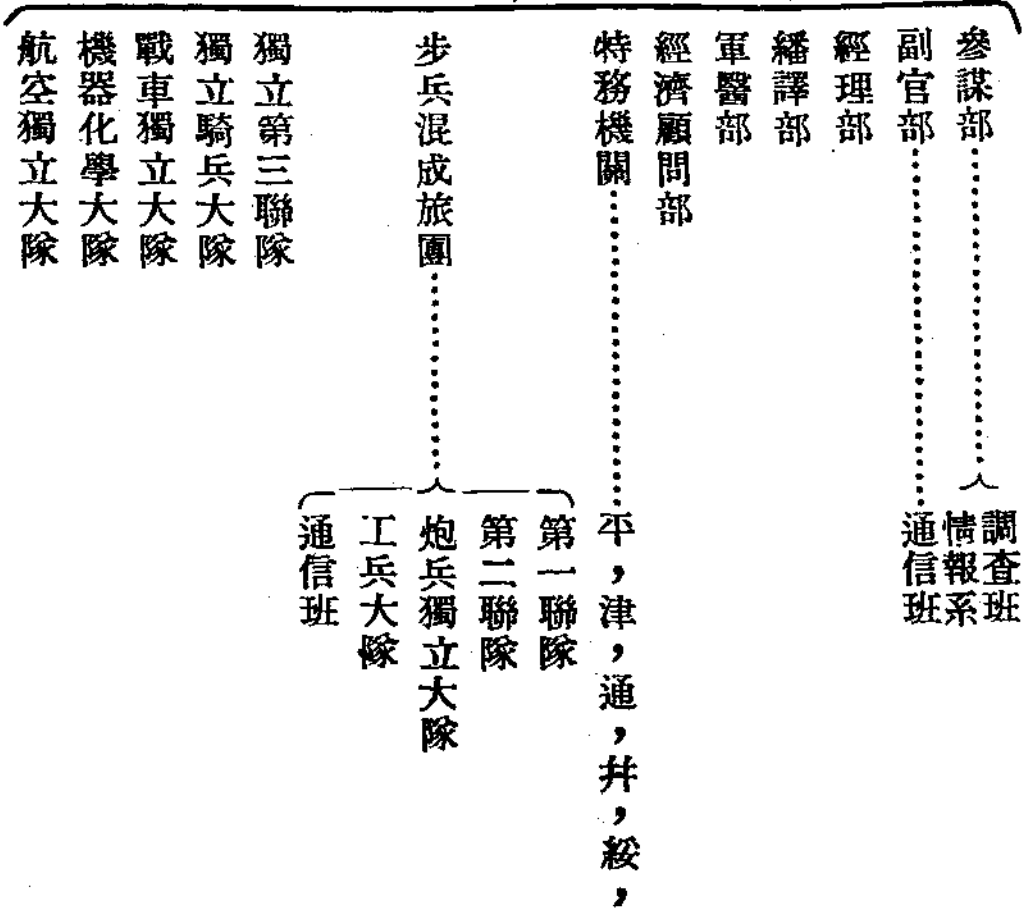 參謀部
調查班
情報系
副官部
通信班
經理部
繙譯部
軍醫部
經濟顧問部
特務機關
平，津，通，幷，綏，
步兵混成旅團
第一聯隊
第二聯隊
炮兵獨立大隊
工兵大隊
通信班
獨立第三聯隊
獨立騎兵大隊
戰車獨立大隊
機器化學大隊
航空獨立大隊